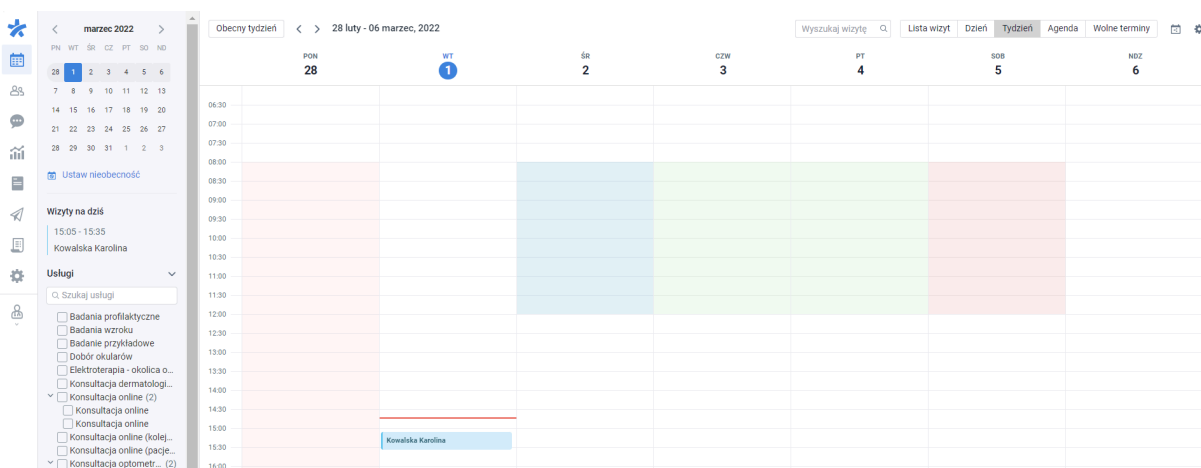 marzec 2022
PN WT ŚR CZ PT SO ND
28 1 2 3 4 5 6
7 8 9 10 11 12 13
14 15 16 17 18 19 20
21 22 23 24 25 26 27
28 29 30 31 1 2 3
Ustaw nieobecność
Wizyty na dziś
15:05 - 15:35
Kowalska Karolina
Usługi
Szukaj usługi
Badania profilaktyczne
Badania wzroku
Badanie przykładowe
Dobór okularów
Elektroterapia - okolica o...
Konsultacja dermatologi...
Konsultacja online (2)
Konsultacja online
Konsultacja online
Konsultacja online (kolej...
Konsultacja online (pacje...
Konsultacja optometr... (2)
Obecny tydzień 28 luty - 06 marzec, 2022 Wyszukaj wizytę Lista wizyt Dzień Tydzień Agenda Wolne terminy
PON WT ŚR CZW PT SOB NDZ
28 1 2 3 4 5 6
06:30
07:00
07:30
08:00
08:30
09:00
09:30
10:00
10:30
11:00
11:30
12:00
12:30
13:00
13:30
14:00
14:30
15:00
Kowalska Karolina
15:30
16:00